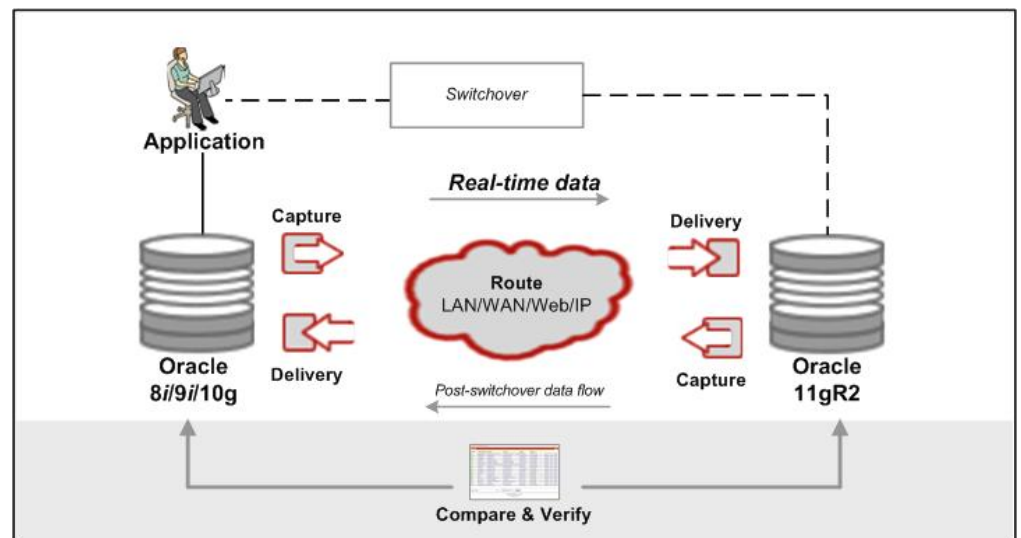 Switchover
Application
Real-time data
Capture
Delivery
Route
LAN/WAN/Web/IP
Oracle
8i/9i/10g
Delivery
Oracle
11gR2
Capture
Post-switchover data flow
Compare & Verify